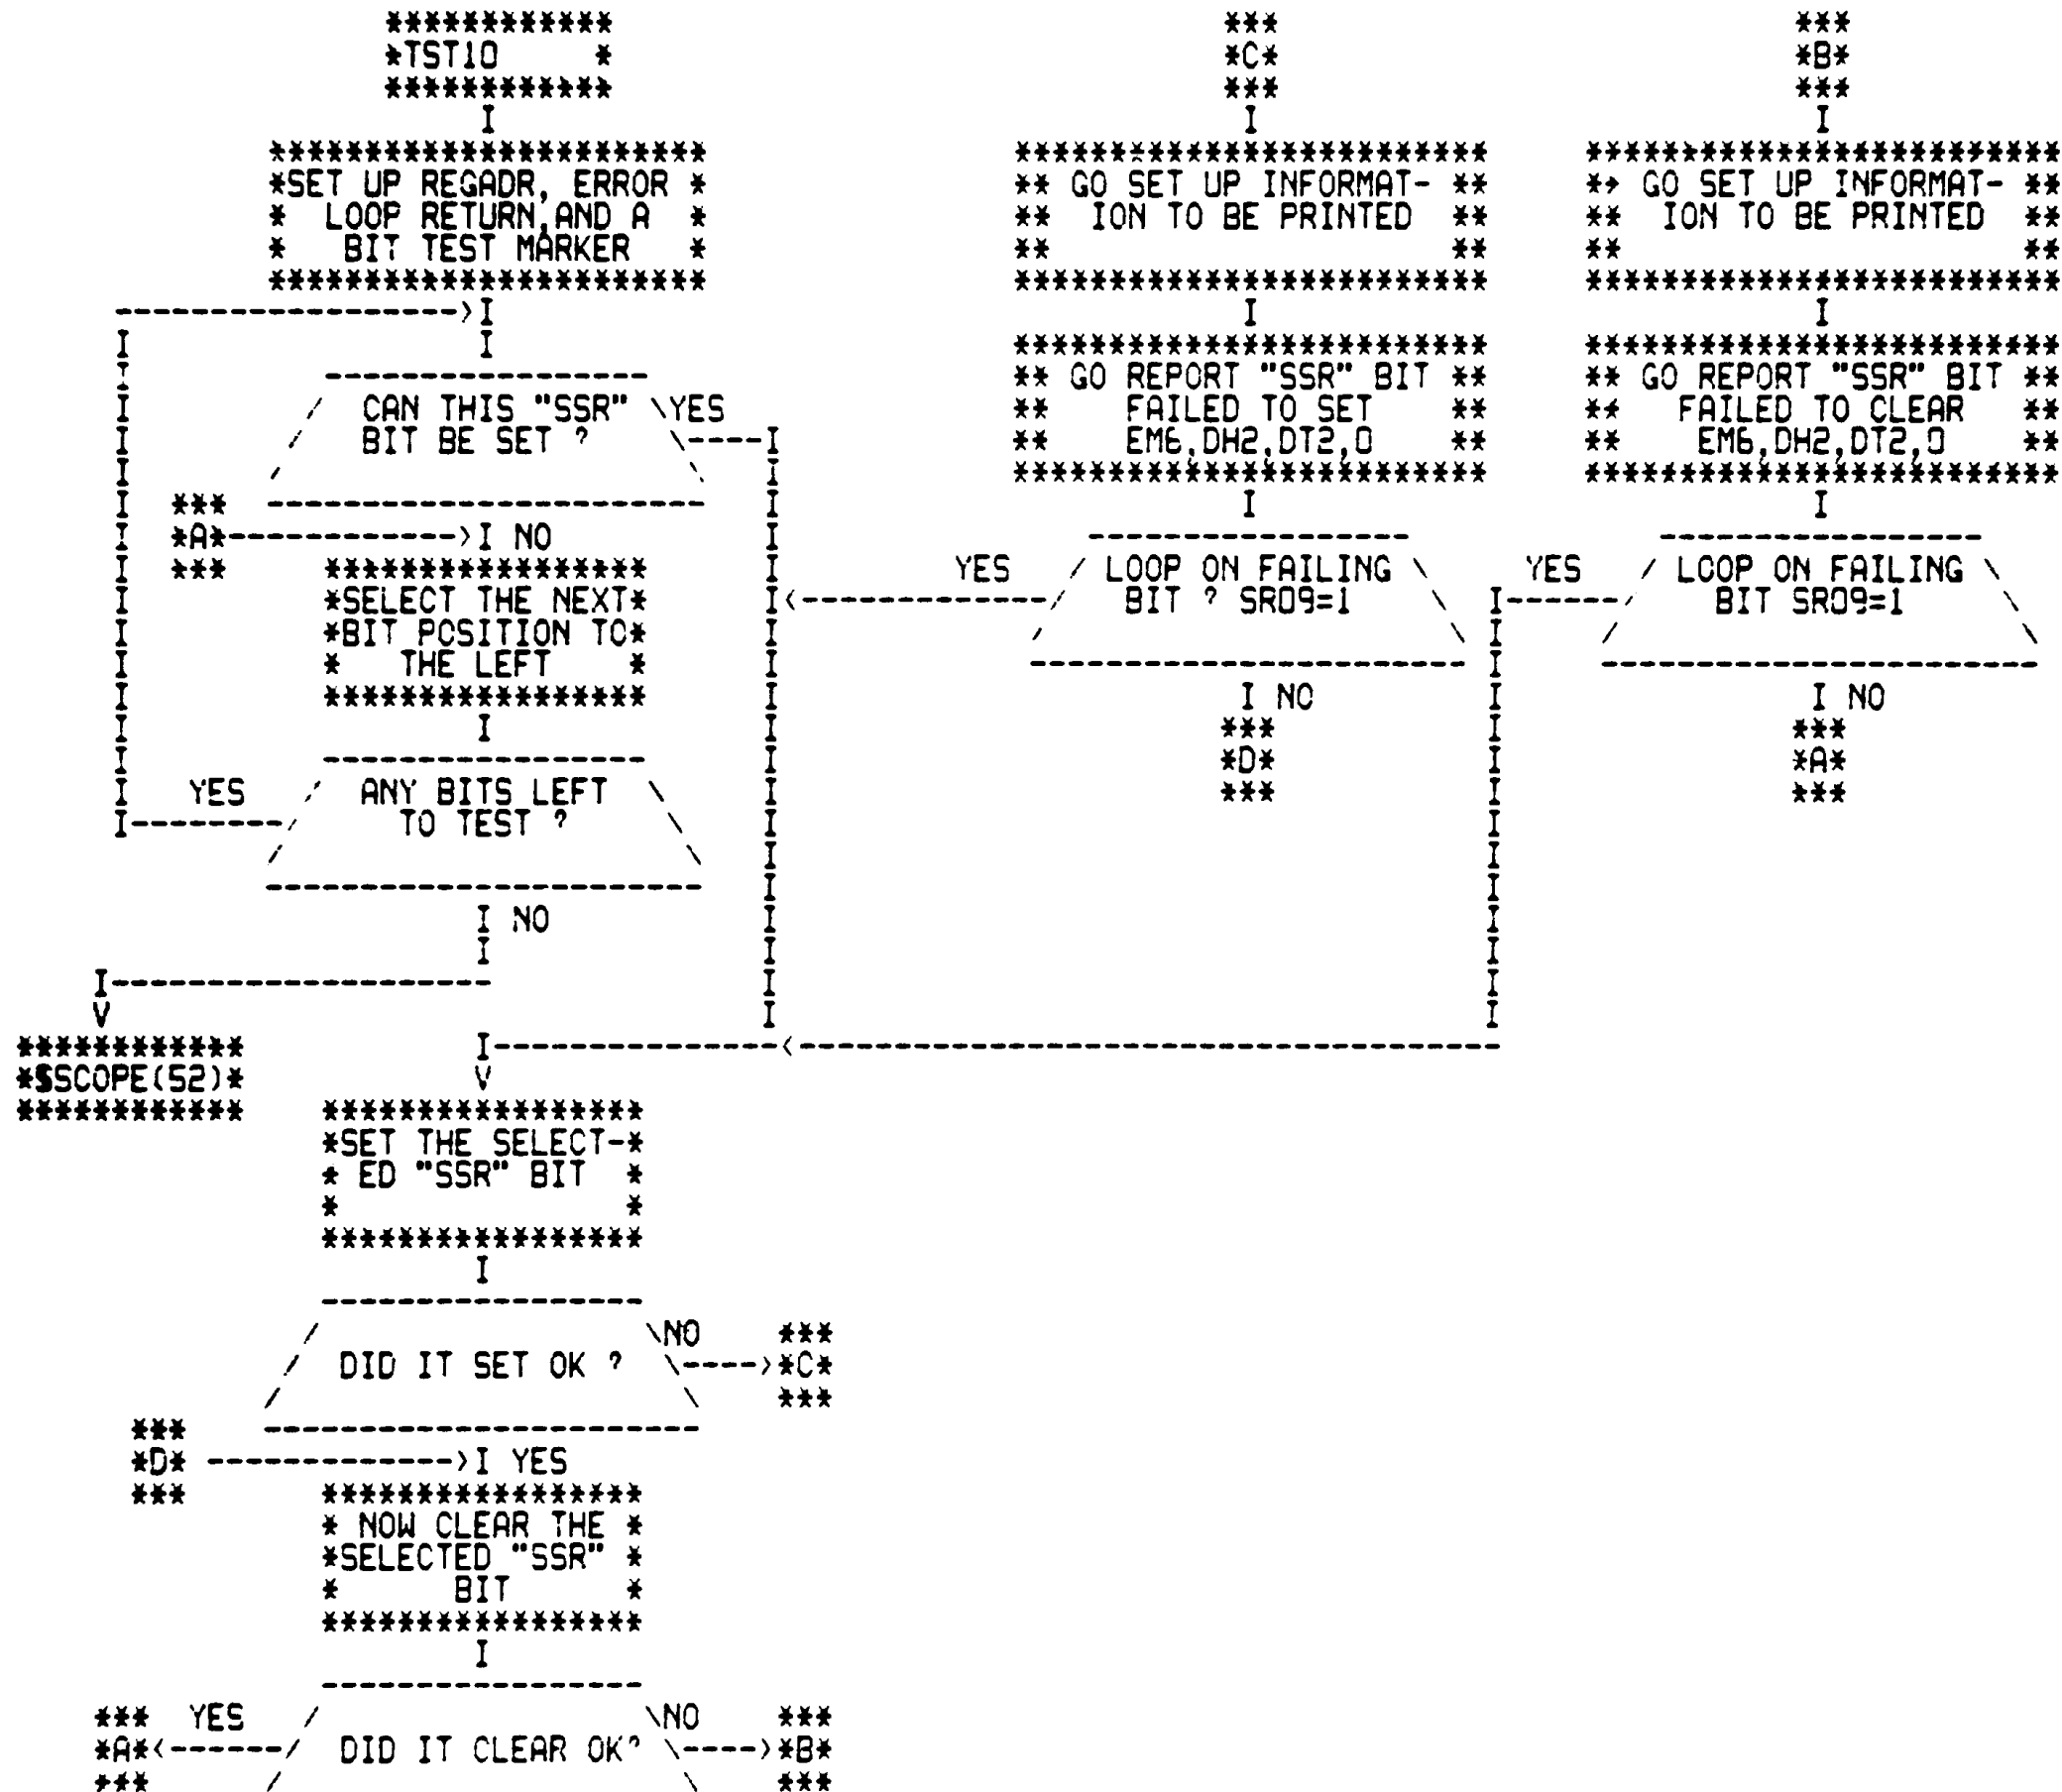 TST10
SET UP REGADR, ERROR
LOOP RETURN,AND A
BIT TEST MARKER
CAN THIS "SSR"
BIT BE SET ?
YES
A
NO
SELECT THE NEXT
BIT POSITION TO
THE LEFT
YES
ANY BITS LEFT
TO TEST ?
NO
$SCOPE(52)
SET THE SELECT-
ED "SSR" BIT
DID IT SET OK ?
NO
C
D
YES
NOW CLEAR THE
SELECTED "SSR"
BIT
A
YES
DID IT CLEAR OK?
NO
B
C
GO SET UP INFORMAT-
ION TO BE PRINTED
GO REPORT "SSR" BIT
FAILED TO SET
EM6,DH2,DT2,0
YES
LOOP ON FAILING
BIT ? SR09=1
NO
D
B
GO SET UP INFORMAT-
ION TO BE PRINTED
GO REPORT "SSR" BIT
FAILED TO CLEAR
EM6,DH2,DT2,0
YES
LOOP ON FAILING
BIT SR09=1
NO
A